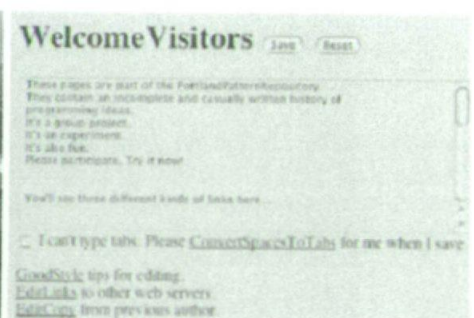 WelcomeVisitors Save Reset
These pages are part of the PortlandPatternRepository.
They contain an incomplete and casually written history of
programming ideas.
It's a group project.
It's an experiment.
It's also fun.
Please participate. Try it now!
You'll see three different kinds of links here...
I can't type tabs. Please ConvertSpacesToTabs for me when I save
GoodStyle tips for editing.
EditLinks to other web servers.
EditCopy from previous author.